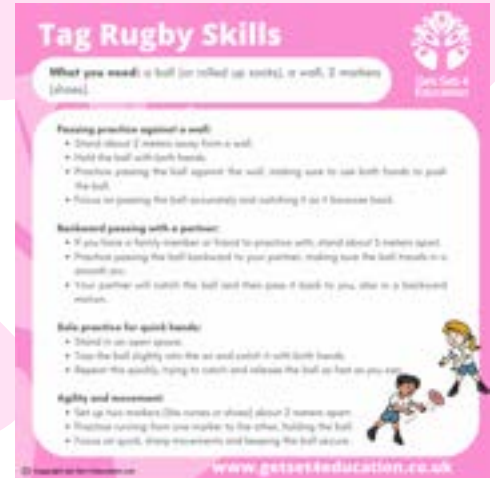 Tag Rugby Skills
What you need: a ball (or rolled up socks), a wall, 2 markers
(shoes).
Get Set 4
Education
Passing practice against a wall:
Stand about 2 meters away from a wall.
Hold the ball with both hands.
Practice passing the ball against the wall, making sure to use both hands to push
the ball.
Focus on passing the ball accurately and catching it as it bounces back.
Backward passing with a partner:
If you have a family member or friend to practice with, stand about 3 meters apart.
Practice passing the ball backward to your partner, making sure the ball travels in a
smooth arc.
Your partner will catch the ball and then pass it back to you, also in a backward
motion.
Solo practice for quick hands:
Stand in an open space.
Toss the ball slightly into the air and catch it with both hands.
Repeat this quickly, trying to catch and release the ball as fast as you can.
Agility and movement:
Set up two markers (like cones or shoes) about 2 meters apart.
Practice running from one marker to the other, holding the ball.
Focus on quick, sharp movements and keeping the ball secure.
www.getset4education.co.uk